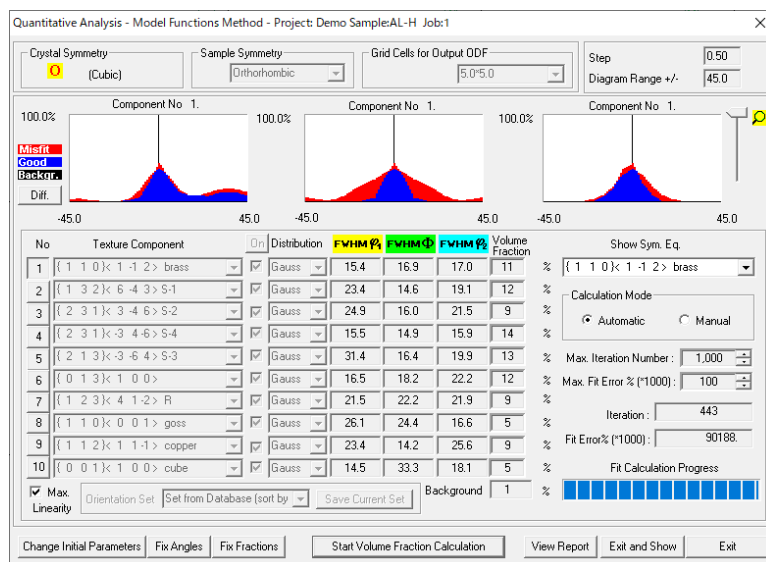 Quantitative Analysis - Model Functions Method - Project: Demo Sample:AL-H Job:1
Crystal Symmetry
O (Cubic)
Sample Symmetry
Orthorhombic
Grid Cells for Output ODF
5.0*5.0
Step 0.50
Diagram Range +/- 45.0
Component No 1. Component No 1. Component No 1.
100.0% 100.0% 100.0%
Misfit
Good
Backgr.
Diff.
-45.0 45.0 -45.0 45.0 -45.0 45.0
No Texture Component On Distribution FWHM φ1 FWHM Φ FWHM φ2 Volume Fraction
1 { 1 1 0}< 1 -1 2> brass Gauss 15.4 16.9 17.0 11 %
2 { 1 3 2}< 6 -4 3> S-1 Gauss 23.4 14.6 19.1 12 %
3 { 2 3 1}< 3 -4 6> S-2 Gauss 24.9 16.0 21.5 9 %
4 { 2 3 1}<-3 4-6> S-4 Gauss 15.5 14.9 15.9 14 %
5 { 2 1 3}<-3 -6 4> S-3 Gauss 31.4 16.4 19.9 13 %
6 { 0 1 3}< 1 0 0> Gauss 16.5 18.2 22.2 12 %
7 { 1 2 3}< 4 1 -2> R Gauss 21.5 22.2 21.9 9 %
8 { 1 1 0}< 0 0 1> goss Gauss 26.1 24.4 16.6 5 %
9 { 1 1 2}< 1 1 -1> copper Gauss 23.4 14.2 25.6 9 %
10 { 0 0 1}< 1 0 0> cube Gauss 14.5 33.3 18.1 5 %
Max. Linearity
Orientation Set Set from Database (sort by Save Current Set
Background 1 %
Show Sym. Eq.
{ 1 1 0}< 1 -1 2> brass
Calculation Mode
Automatic Manual
Max. Iteration Number : 1,000
Max. Fit Error % (*1000) : 100
Iteration : 443
Fit Error% (*1000) : 90188.
Fit Calculation Progress
Change Initial Parameters Fix Angles Fix Fractions Start Volume Fraction Calculation View Report Exit and Show Exit